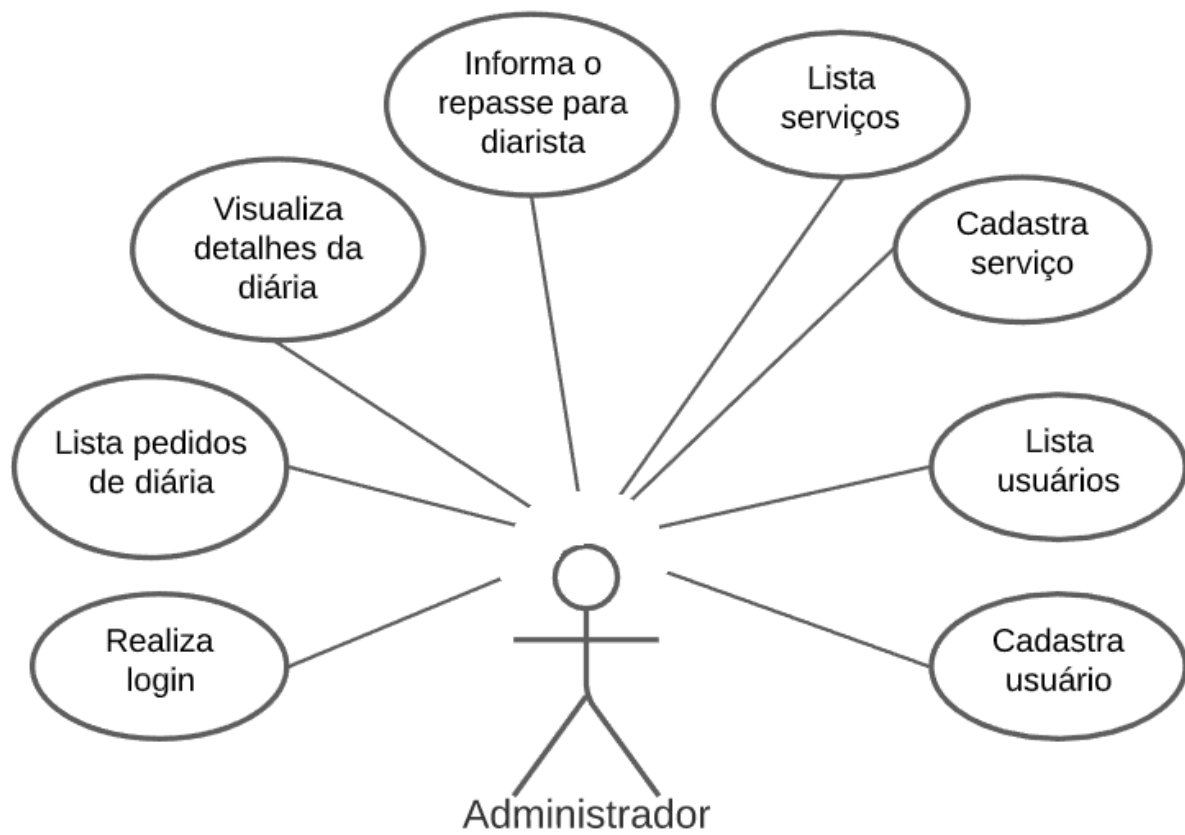 Informa o
repasse para
diarista
Lista
serviços
Visualiza
detalhes da
diária
Cadastra
serviço
Lista pedidos
de diária
Lista
usuários
Realiza
login
Cadastra
usuário
Administrador